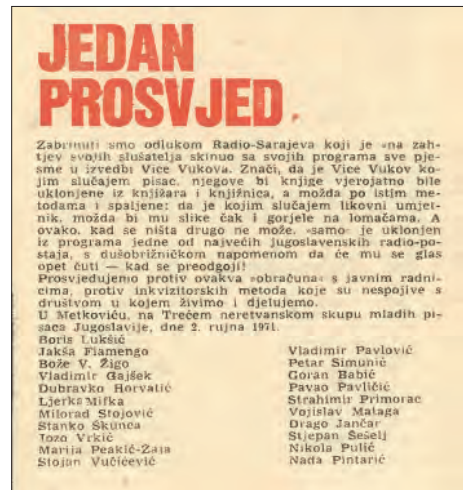 JEDAN
PROSVJED
Zabrinuti smo odlukom Radio-Sarajeva koji je »na zah-
tjev svojih slušatelja skinuo sa svojih programa sve pje-
sme u izvedbi Vice Vukova. Znači, da je Vice Vukov ko-
jim slučajem pisac, njegove bi knjige vjerojatno bile
uklonjene iz knjižara i knjižnica, a možda po istim me-
todama i spaljene; da je kojim slučajem likovni umjet-
nik, možda bi mu slike čak i gorjele na lomačama. A
ovako, kad se ništa drugo ne može, »samo« je uklonjen
iz programa jedne od najvećih jugoslavenskih radio-po-
staja, s dušobrižničkom napomenom da će mu se glas
opet čuti — kad se preodgoji!
Prosvjedujemo protiv ovakva »obračuna« s javnim radni-
cima, protiv inkvizitorskih metoda koje su nespojive s
društvom u kojem živimo i djelujemo.
U Metkoviću, na Trećem neretvanskom skupu mladih pi-
saca Jugoslavije, dne 2. rujna 1971.
Boris Lukšić
Jakša Fiamengo
Bože V. Žigo
Vladimir Gajšek
Dubravko Horvatić
Ljerka Mifka
Milorad Stojović
Stanko Škunca
Jozo Vrkić
Marija Peakić-Žaja
Stojan Vučićević
Vladimir Pavlović
Petar Simunić
Goran Babić
Pavao Pavličić
Strahimir Primorac
Vojislav Mataga
Drago Jančar
Stjepan Šešelj
Nikola Pulić
Nada Pintarić